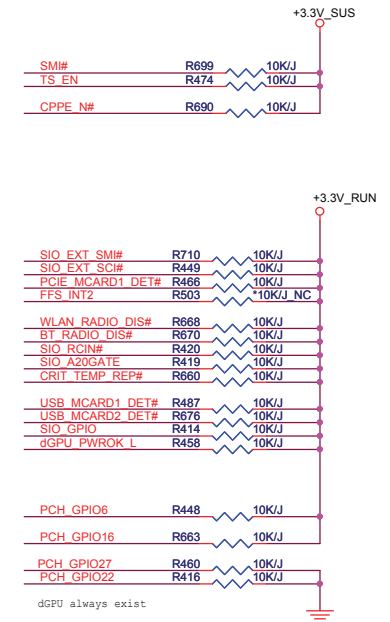 +3.3V_SUS
SMI# R699 10K/J
TS_EN R474 10K/J
CPPE_N# R690 10K/J
+3.3V_RUN
SIO_EXT_SMI# R710 10K/J
SIO_EXT_SCI# R449 10K/J
PCIE_MCARD1_DET# R466 10K/J
FFS_INT2 R503 *10K/J_NC
WLAN_RADIO_DIS# R668 10K/J
BT_RADIO_DIS# R670 10K/J
SIO_RCIN# R420 10K/J
SIO_A20GATE R419 10K/J
CRIT_TEMP_REP# R660 10K/J
USB_MCARD1_DET# R487 10K/J
USB_MCARD2_DET# R676 10K/J
SIO_GPIO R414 10K/J
dGPU_PWROK_L R458 10K/J
PCH_GPIO6 R448 10K/J
PCH_GPIO16 R663 10K/J
PCH_GPIO27 R460 10K/J
PCH_GPIO22 R416 10K/J
dGPU always exist